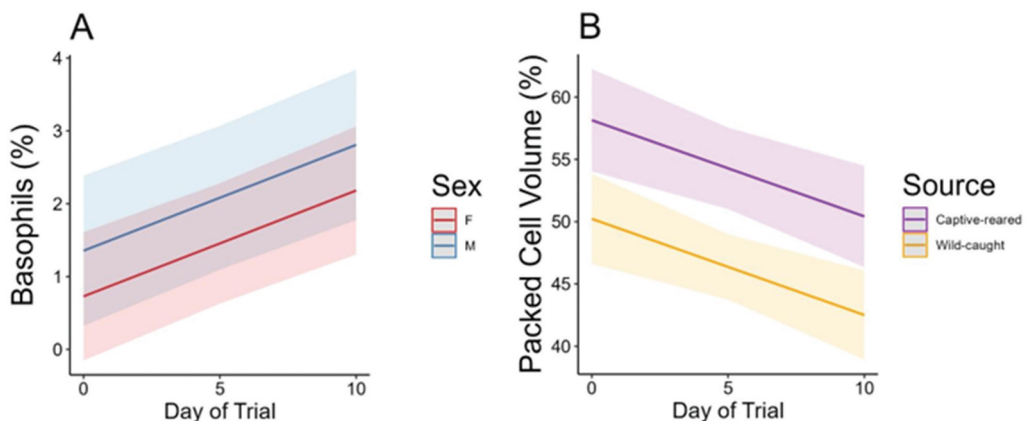 A
Basophils (%)
4
3
2
1
0
0 5 10
Day of Trial
Sex
F
M
B
Packed Cell Volume (%)
60
55
50
45
40
0 5 10
Day of Trial
Source
Captive-reared
Wild-caught